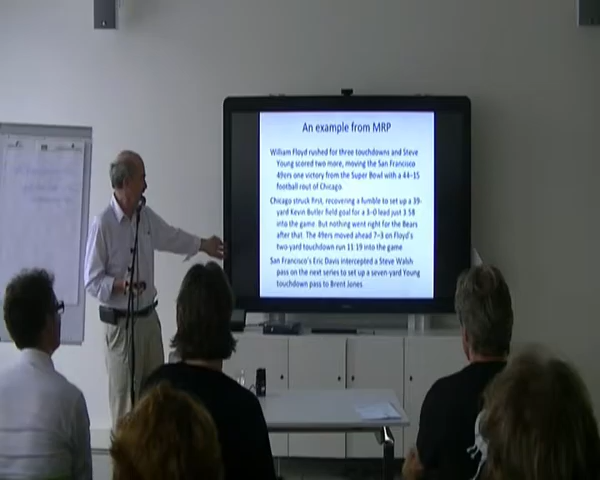 An example from MRP
William Floyd rushed for three touchdowns and Steve
Young scored two more, moving the San Francisco
49ers one victory from the Super Bowl with a 44–15
football rout of Chicago.
Chicago struck first, recovering a fumble to set up a 39-
yard Kevin Butler field goal for a 3–0 lead just 3 58
into the game. But nothing went right for the Bears
after that. The 49ers moved ahead 7–3 on Floyd's
two-yard touchdown run 11 19 into the game
San Francisco's Eric Davis intercepted a Steve Walsh
pass on the next series to set up a seven-yard Young
touchdown pass to Brent Jones.